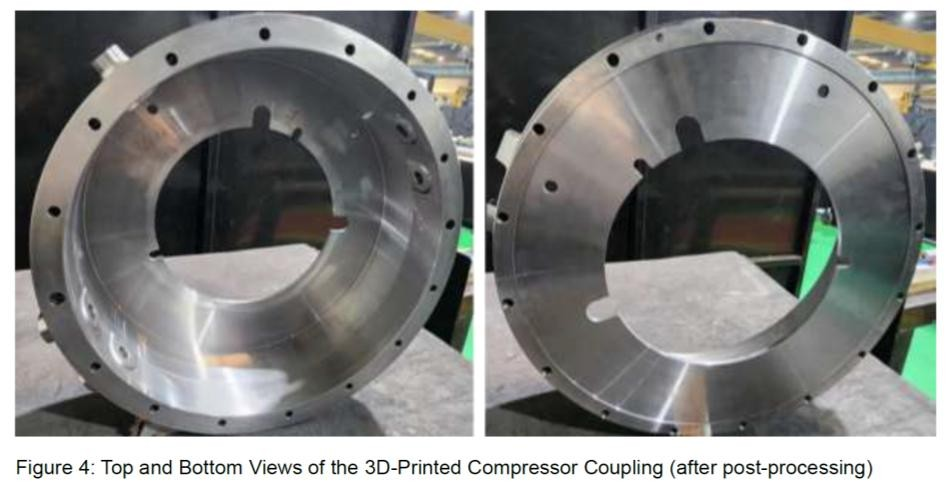 Figure 4: Top and Bottom Views of the 3D-Printed Compressor Coupling (after post-processing)